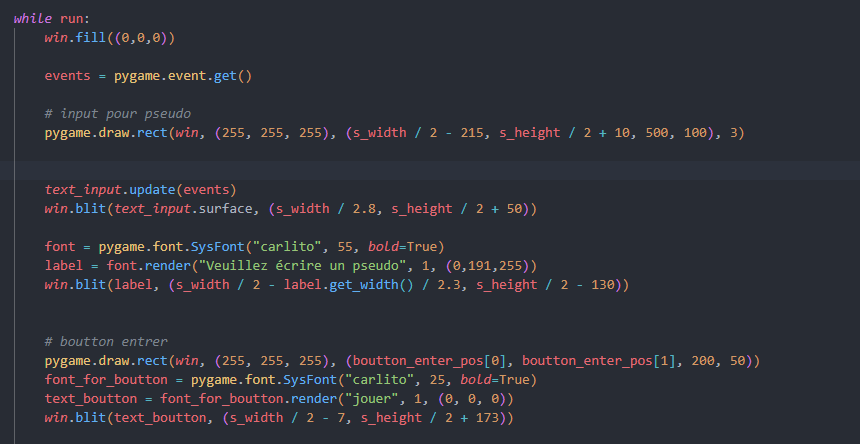 while run:
    win.fill((0,0,0))
    events = pygame.event.get()
    # input pour pseudo
    pygame.draw.rect(win, (255, 255, 255), (s_width / 2 - 215, s_height / 2 + 10, 500, 100), 3)
    text_input.update(events)
    win.blit(text_input.surface, (s_width / 2.8, s_height / 2 + 50))
    font = pygame.font.SysFont("carlito", 55, bold=True)
    label = font.render("Veuillez écrire un pseudo", 1, (0,191,255))
    win.blit(label, (s_width / 2 - label.get_width() / 2.3, s_height / 2 - 130))
    # boutton entrer
    pygame.draw.rect(win, (255, 255, 255), (boutton_enter_pos[0], boutton_enter_pos[1], 200, 50))
    font_for_boutton = pygame.font.SysFont("carlito", 25, bold=True)
    text_boutton = font_for_boutton.render("jouer", 1, (0, 0, 0))
    win.blit(text_boutton, (s_width / 2 - 7, s_height / 2 + 173))